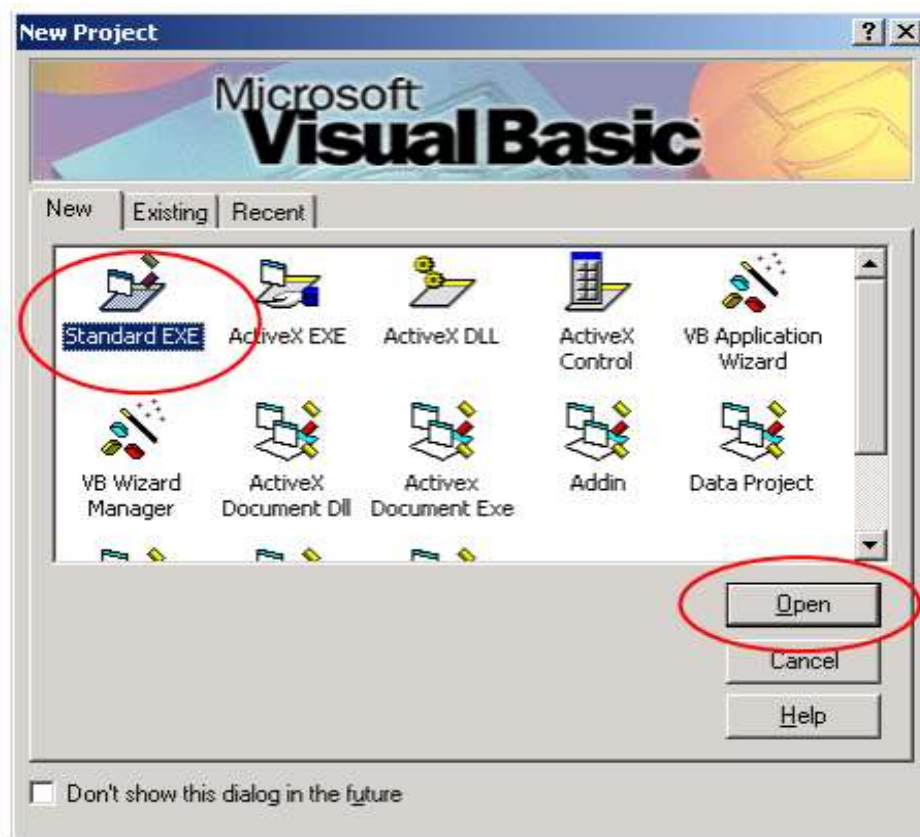 New Project
Microsoft
Visual Basic
New
Existing
Recent
Standard EXE
ActiveX EXE
ActiveX DLL
ActiveX
Control
VB Application
Wizard
VB Wizard
Manager
ActiveX
Document Dll
Activex
Document Exe
Addin
Data Project
Open
Cancel
Help
Don't show this dialog in the future